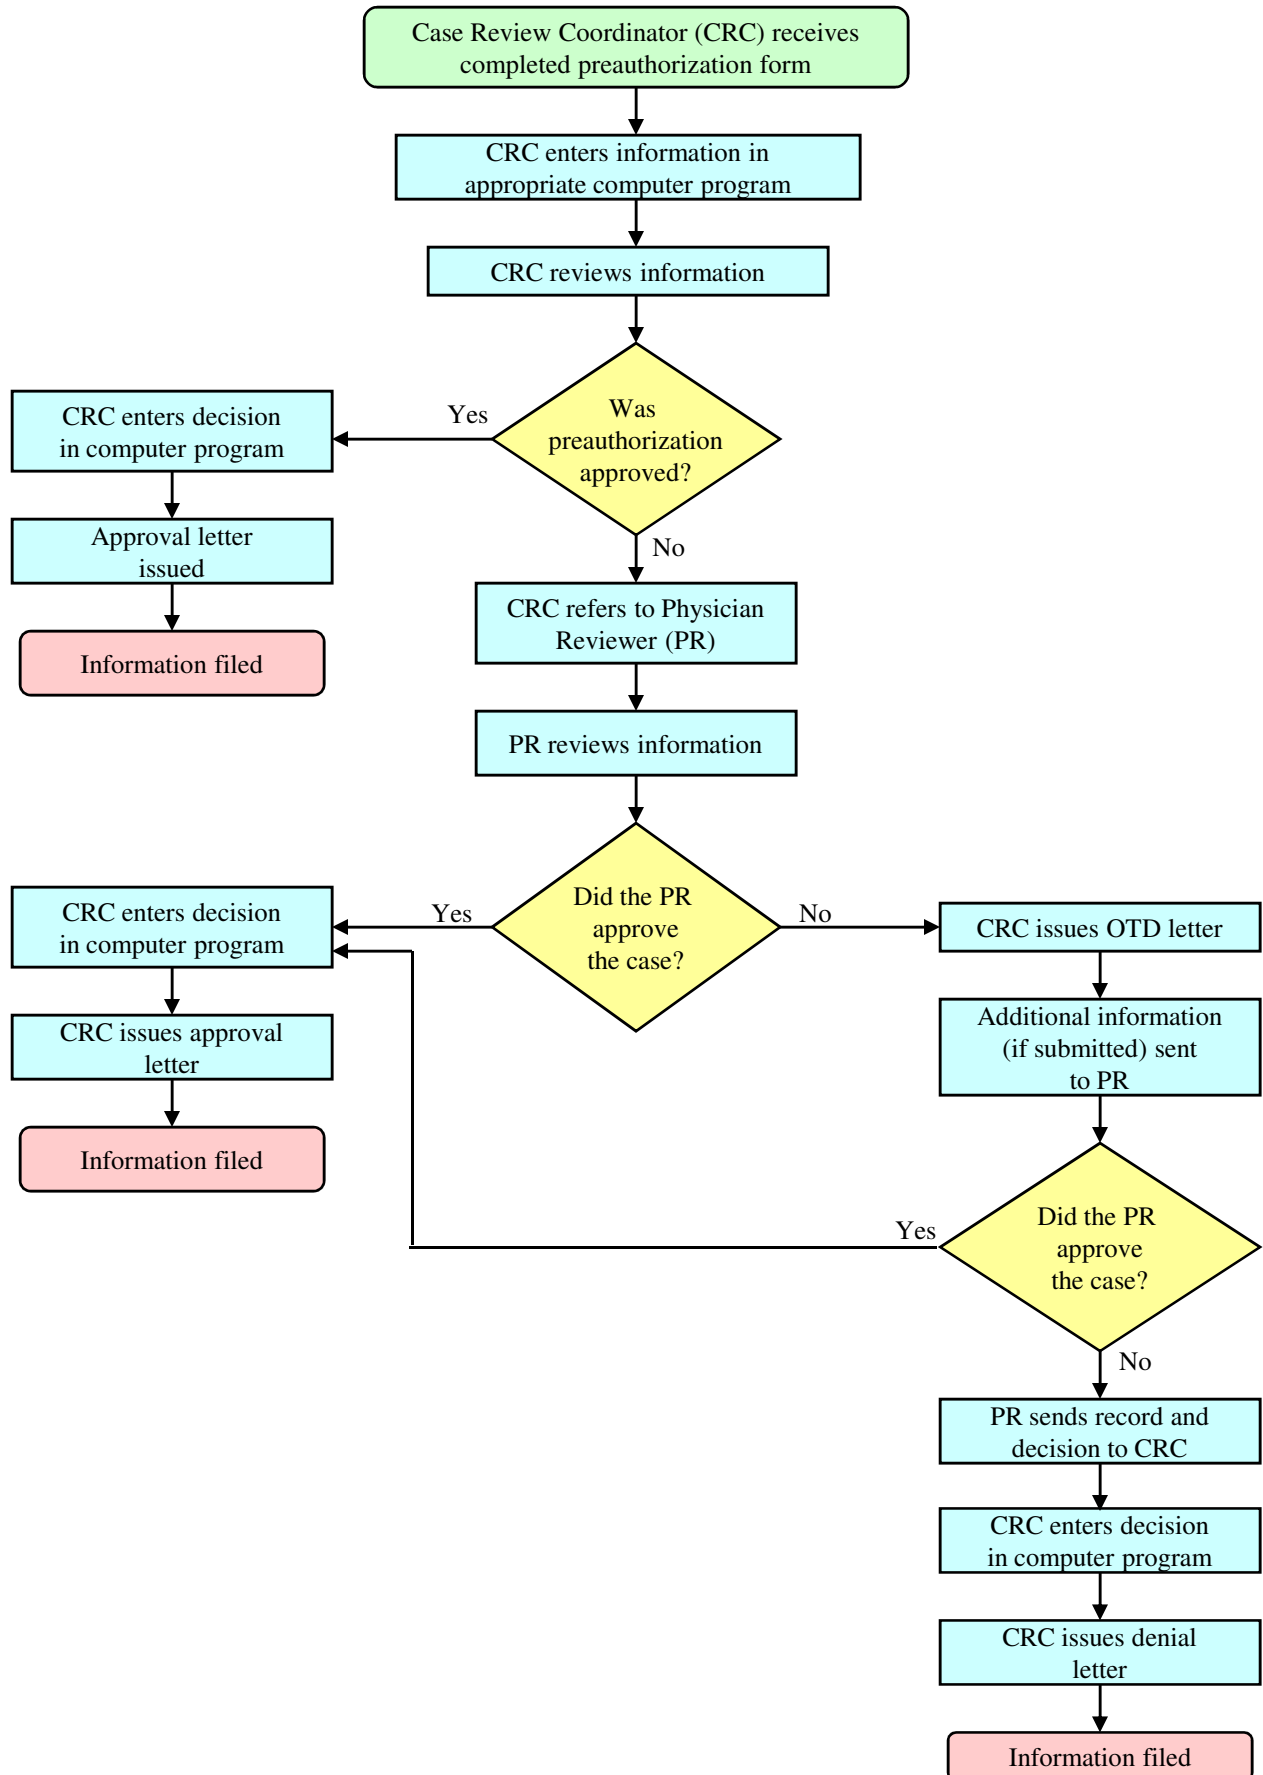 Case Review Coordinator (CRC) receives
completed preauthorization form
CRC enters information in
appropriate computer program
CRC reviews information
Was
preauthorization
approved?
Yes
CRC enters decision
in computer program
Approval letter
issued
Information filed
No
CRC refers to Physician
Reviewer (PR)
PR reviews information
Did the PR
approve
the case?
Yes
CRC enters decision
in computer program
CRC issues approval
letter
Information filed
No
CRC issues OTD letter
Additional information
(if submitted) sent
to PR
Did the PR
approve
the case?
Yes
No
PR sends record and
decision to CRC
CRC enters decision
in computer program
CRC issues denial
letter
Information filed